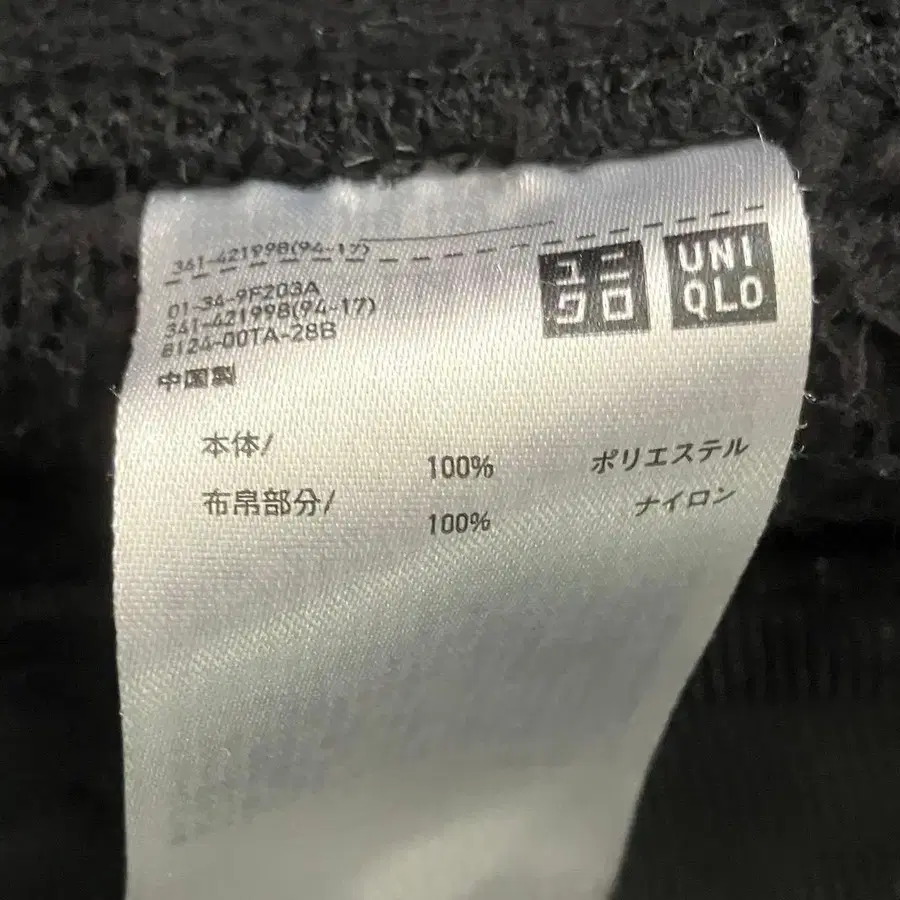 341-421998(94-17)
01-34-9F203A
341-421998(94-17)
8124-00TA-28B
中国製
ユニ
クロ
UNI
QLO
本体/ 100% ポリエステル
布帛部分/ 100% ナイロン